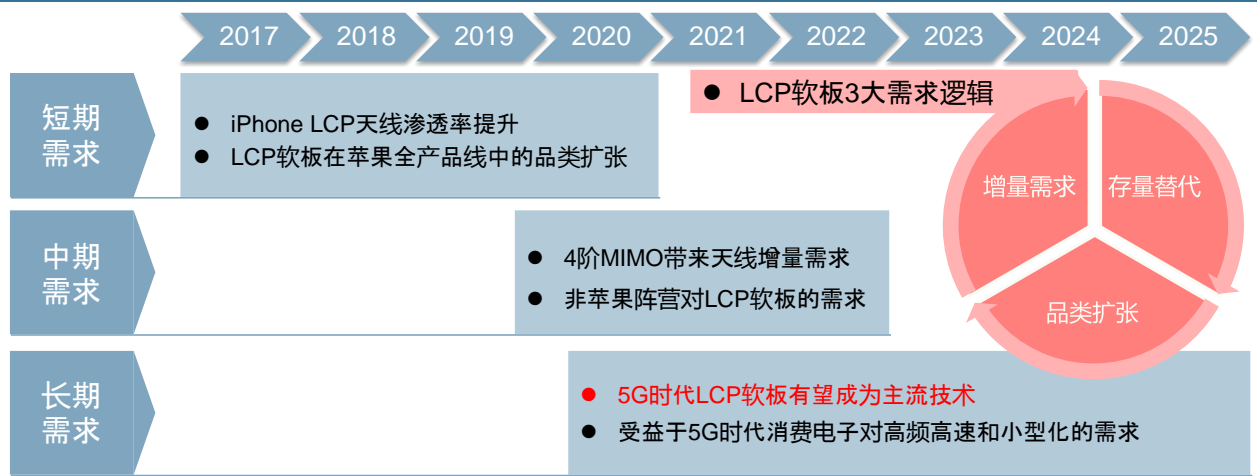 2017 2018 2019 2020 2021 2022 2023 2024 2025
短期
需求
● iPhone LCP天线渗透率提升
● LCP软板在苹果全产品线中的品类扩张
● LCP软板3大需求逻辑
增量需求 存量替代
品类扩张
中期
需求
● 4阶MIMO带来天线增量需求
● 非苹果阵营对LCP软板的需求
长期
需求
● 5G时代LCP软板有望成为主流技术
● 受益于5G时代消费电子对高频高速和小型化的需求